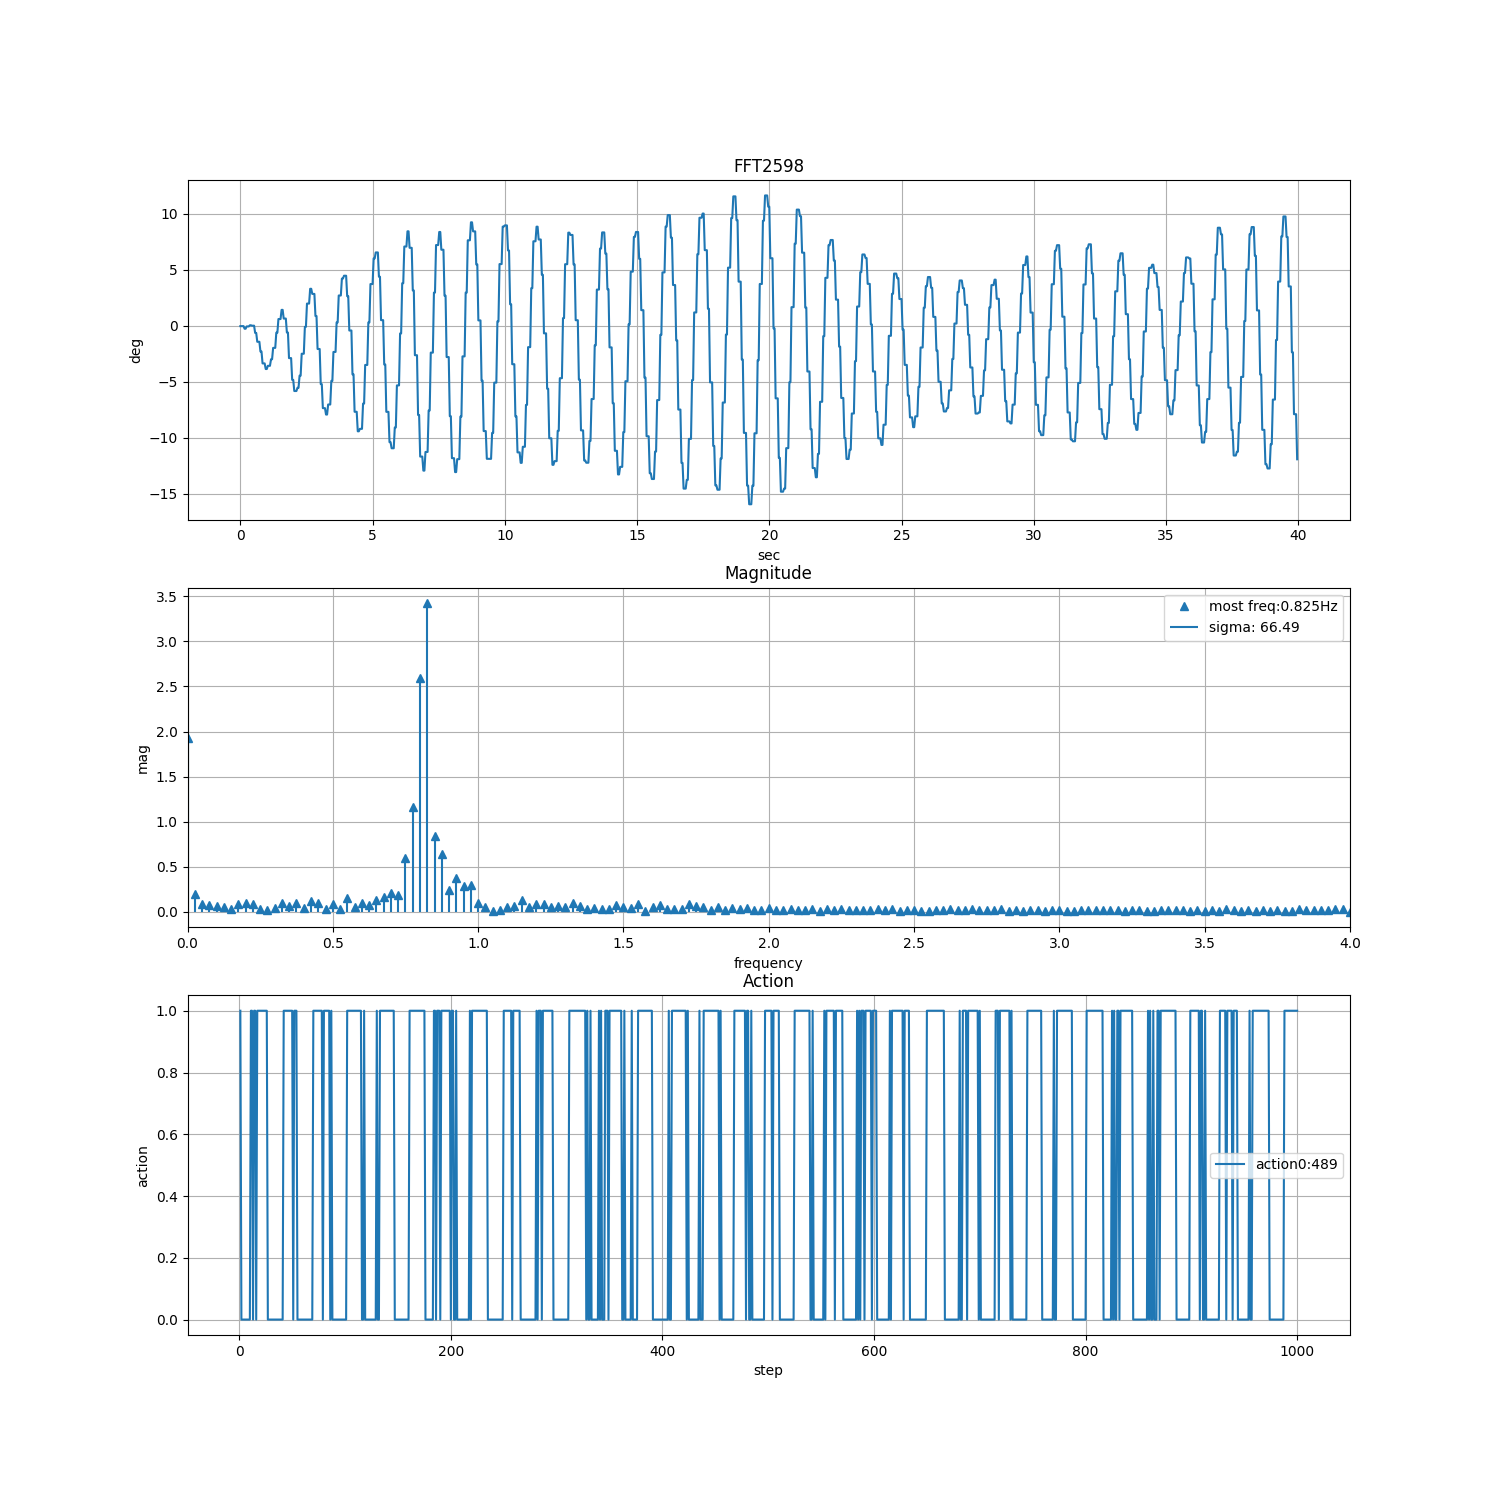 FFT2598
10
5
0
−5
−10
−15
deg
0 5 10 15 20 25 30 35 40
sec
Magnitude
3.5
3.0
2.5
2.0
1.5
1.0
0.5
0.0
mag
most freq:0.825Hz
sigma: 66.49
0.0 0.5 1.0 1.5 2.0 2.5 3.0 3.5 4.0
frequency
Action
1.0
0.8
0.6
0.4
0.2
0.0
action
action0:489
0 200 400 600 800 1000
step